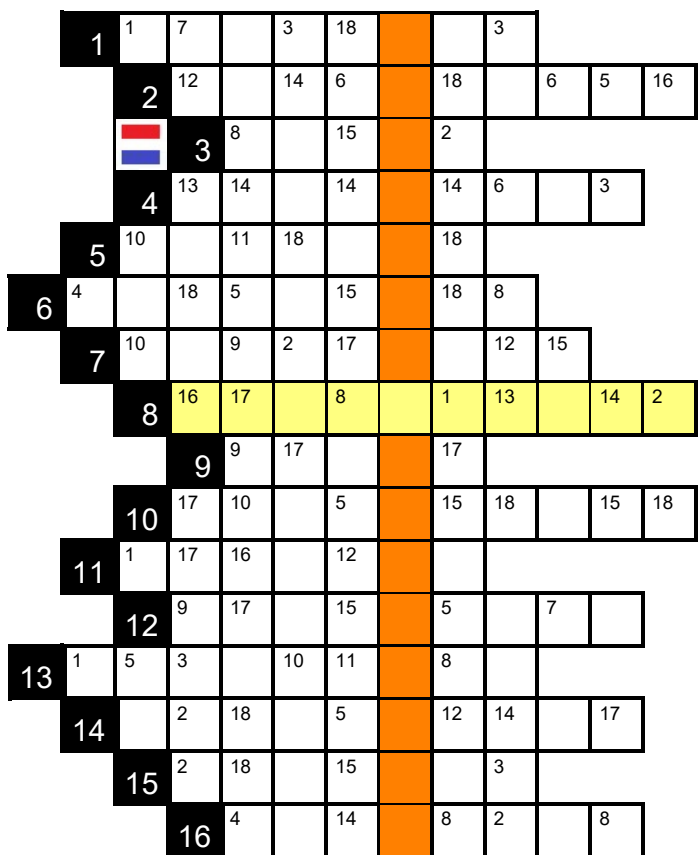 1 1 7 3 18 3
2 12 14 6 18 6 5 16
3 8 15 2
4 13 14 14 14 6 3
5 10 11 18 18
6 4 18 5 15 18 8
7 10 9 2 17 12 15
8 16 17 8 1 13 14 2
9 9 17 17
10 17 10 5 15 18 15 18
11 1 17 16 12
12 9 17 15 5 7
13 1 5 3 10 11 8
14 2 18 5 12 14 17
15 2 18 15 3
16 4 14 8 2 8